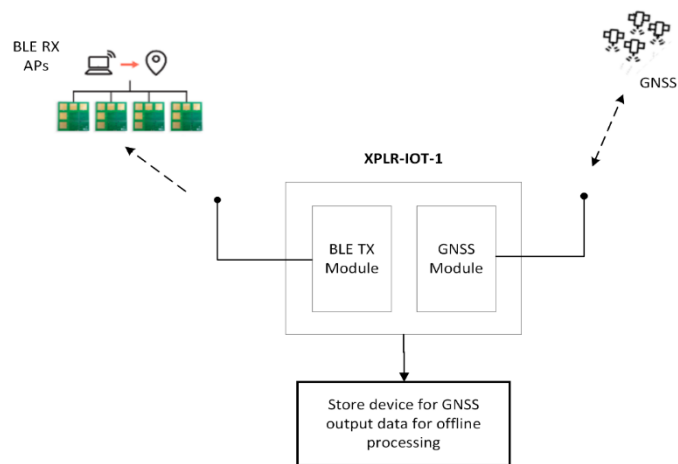 BLE RX
APs
GNSS
XPLR-IOT-1
BLE TX
Module
GNSS
Module
Store device for GNSS
output data for offline
processing